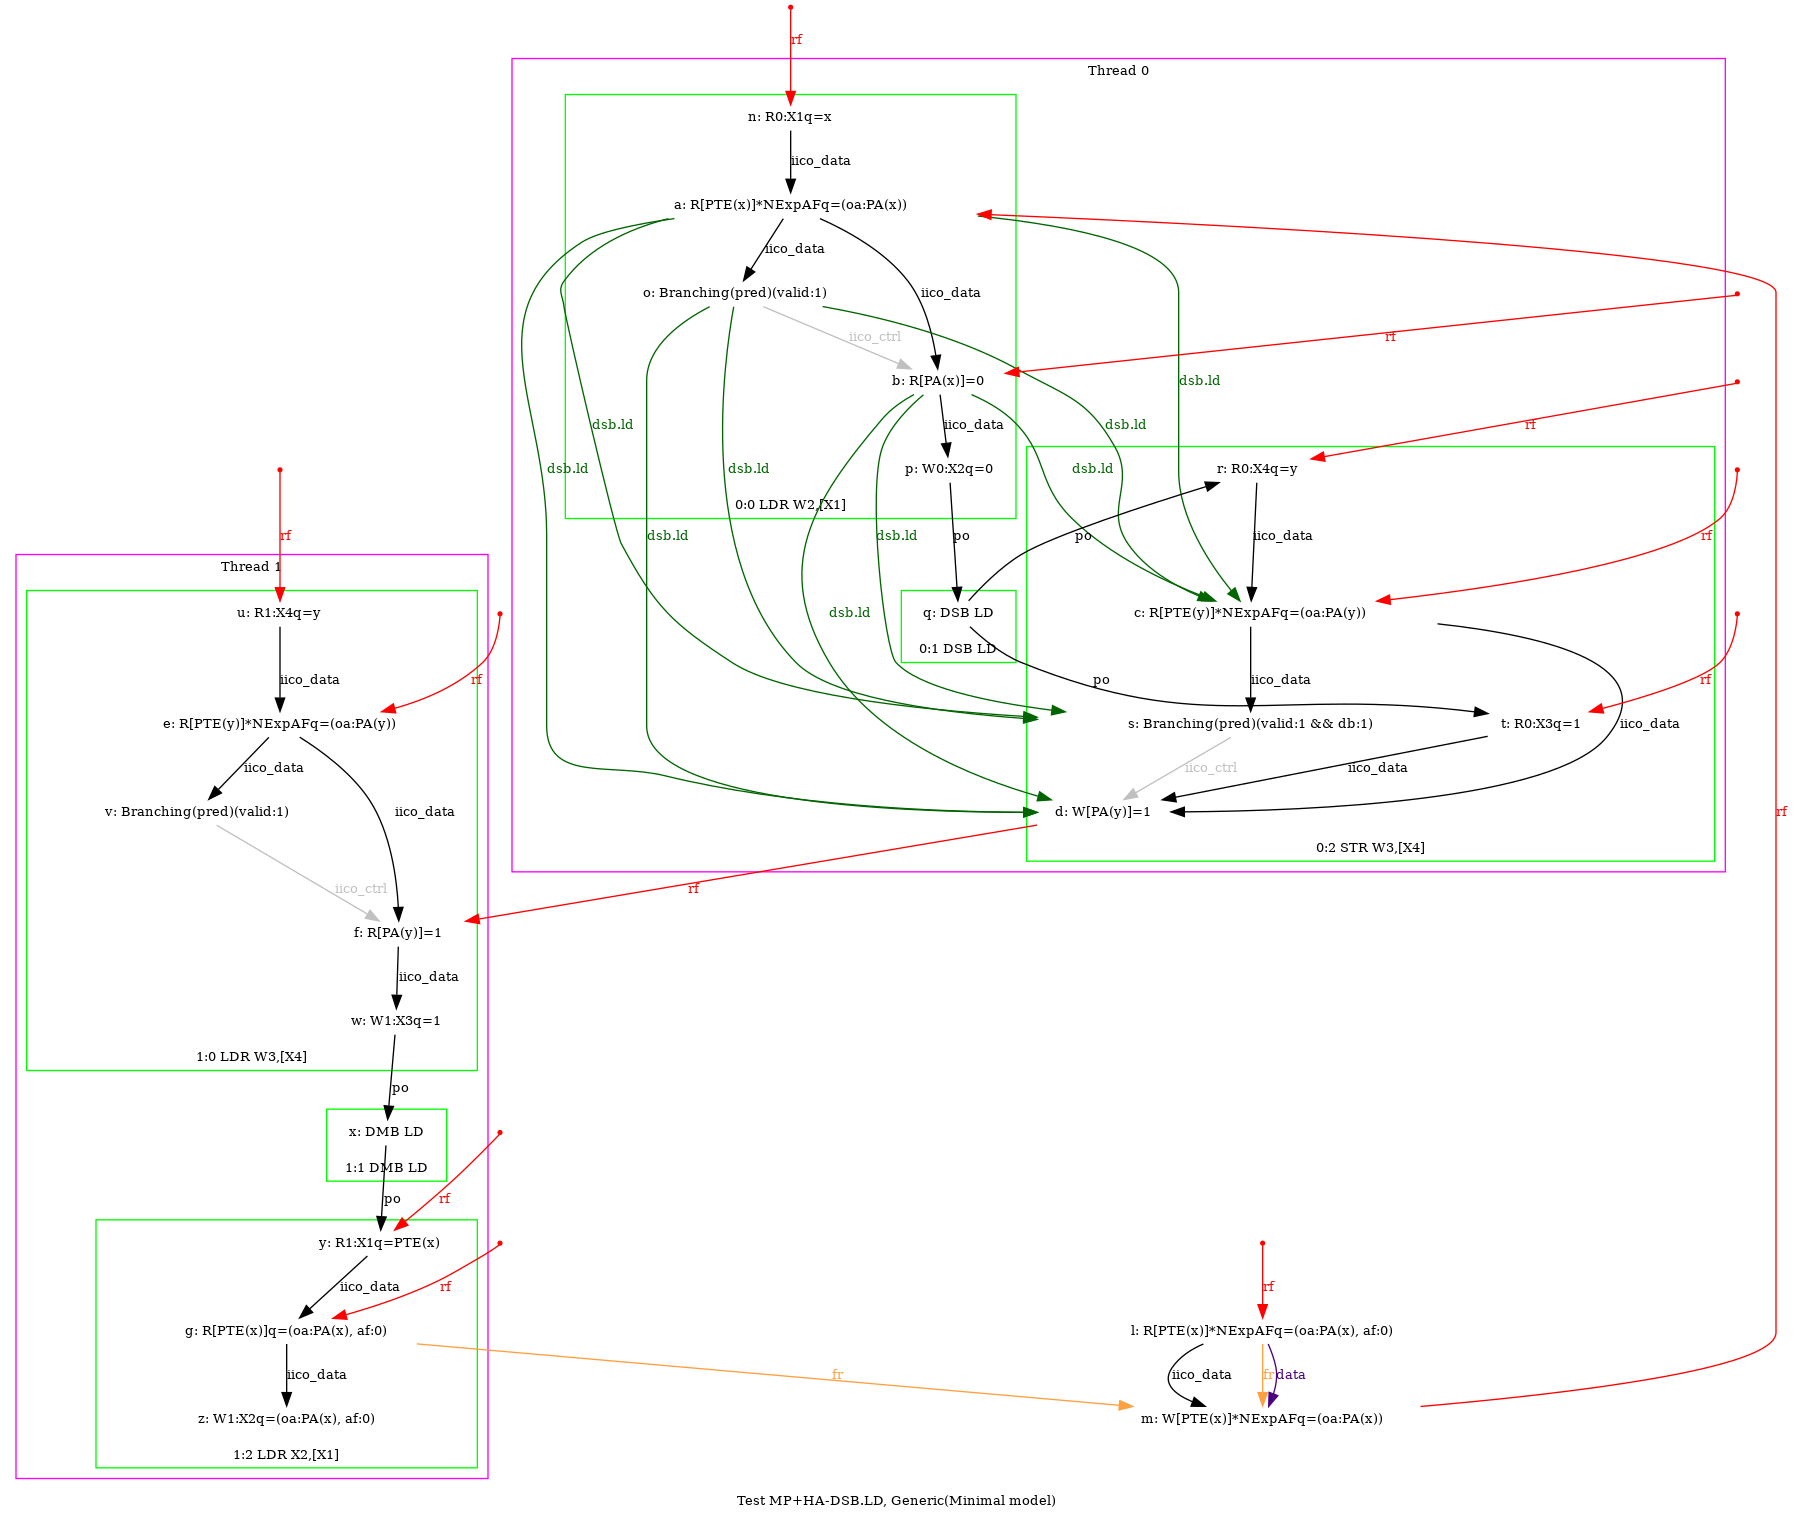 rf
Thread 0
n: R0:X1q=x
iico_data
a: R[PTE(x)]*NExpAFq=(oa:PA(x))
iico_data
o: Branching(pred)(valid:1)
iico_data
iico_ctrl
rf
b: R[PA(x)]=0
dsb.ld
dsb.ld
dsb.ld
iico_data
dsb.ld
rf
dsb.ld
dsb.ld
dsb.ld
p: W0:X2q=0
r: R0:X4q=y
0:0 LDR W2,[X1]
rf
dsb.ld
dsb.ld
po
po
iico_data
rf
Thread 1
u: R1:X4q=y
dsb.ld
q: DSB LD
c: R[PTE(y)]*NExpAFq=(oa:PA(y))
0:1 DSB LD
iico_data
rf
po
iico_data
rf
e: R[PTE(y)]*NExpAFq=(oa:PA(y))
s: Branching(pred)(valid:1 && db:1)
t: R0:X3q=1
iico_data
iico_data
iico_ctrl
iico_data
v: Branching(pred)(valid:1)
iico_data
d: W[PA(y)]=1
rf
0:2 STR W3,[X4]
iico_ctrl
rf
f: R[PA(y)]=1
iico_data
w: W1:X3q=1
1:0 LDR W3,[X4]
po
x: DMB LD
1:1 DMB LD
po
rf
y: R1:X1q=PTE(x)
iico_data
rf
rf
g: R[PTE(x)]q=(oa:PA(x), af:0)
l: R[PTE(x)]*NExpAFq=(oa:PA(x), af:0)
iico_data
fr
iico_data
fr
data
z: W1:X2q=(oa:PA(x), af:0)
m: W[PTE(x)]*NExpAFq=(oa:PA(x))
1:2 LDR X2,[X1]
Test MP+HA-DSB.LD, Generic(Minimal model)